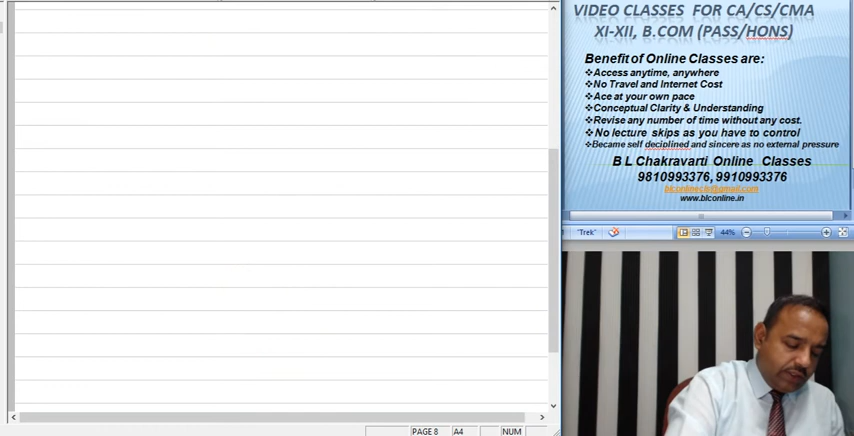 VIDEO CLASSES FOR CA/CS/CMA
XI-XII, B.COM (PASS/HONS)
Benefit of Online Classes are:
❖Access anytime, anywhere
❖No Travel and Internet Cost
❖Ace at your own pace
❖Conceptual Clarity & Understanding
❖Revise any number of time without any cost.
❖No lecture skips as you have to control
❖Became self deciplined and sincere as no external pressure
B L Chakravarti Online Classes
9810993376, 9910993376
www.blconline.in
"Trek"
44%
PAGE 8 A4 NUM